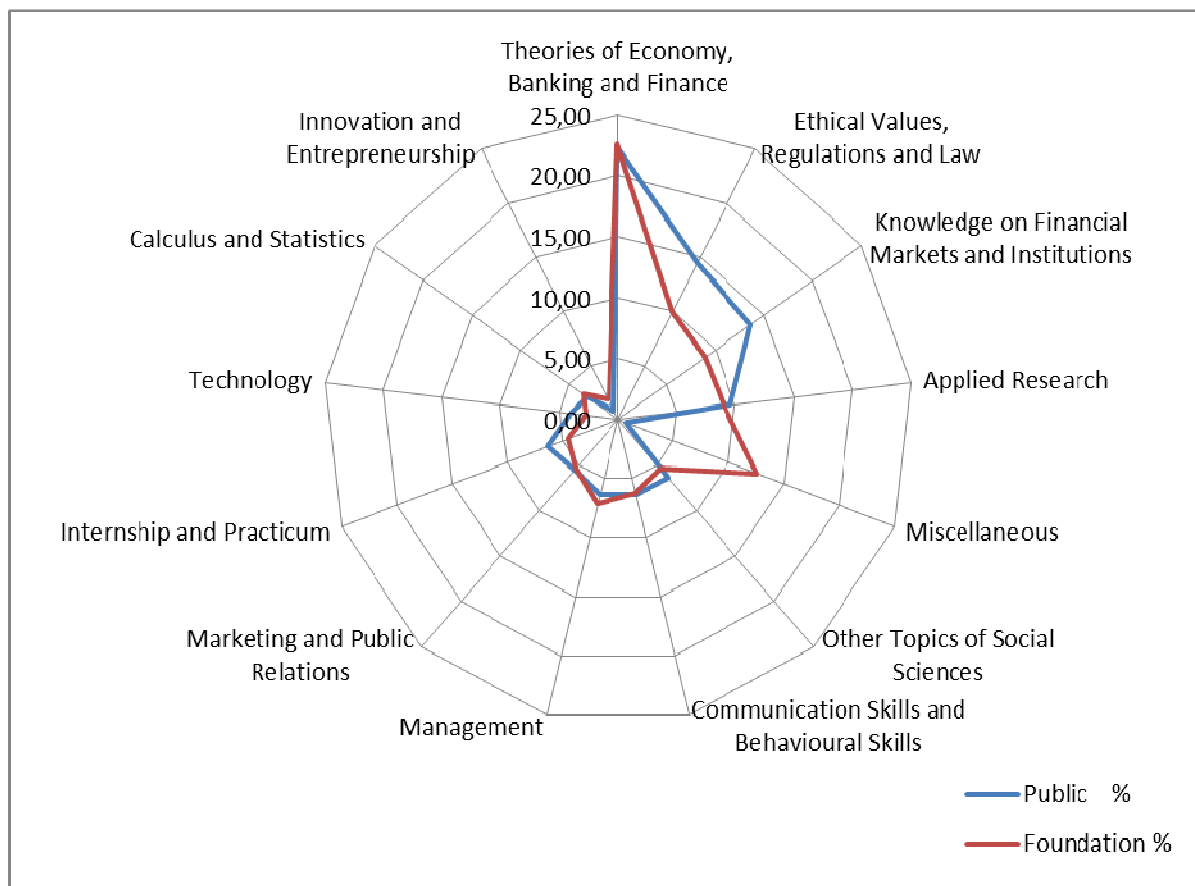 Theories of Economy,
Banking and Finance
25,00
20,00
15,00
10,00
5,00
0,00
Ethical Values,
Regulations and Law
Knowledge on Financial
Markets and Institutions
Applied Research
Miscellaneous
Other Topics of Social
Sciences
Communication Skills and
Behavioural Skills
Management
Marketing and Public
Relations
Internship and Practicum
Technology
Calculus and Statistics
Innovation and
Entrepreneurship
Public %
Foundation %